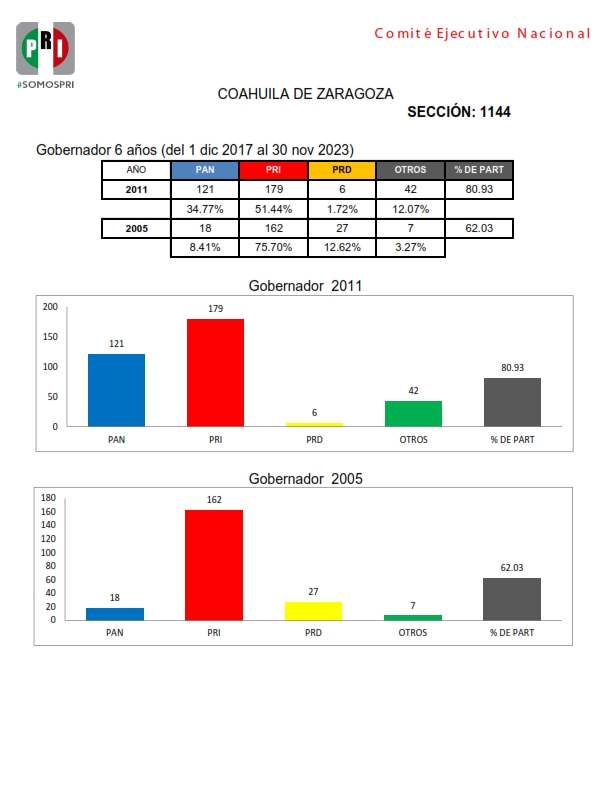 Comité Ejecutivo Nacional
PRI
#SOMOSPRI
COAHUILA DE ZARAGOZA
SECCIÓN: 1144
Gobernador 6 años (del 1 dic 2017 al 30 nov 2023)
AÑO PAN PRI PRD OTROS % DE PART
2011 121 179 6 42 80.93
34.77% 51.44% 1.72% 12.07%
2005 18 162 27 7 62.03
8.41% 75.70% 12.62% 3.27%
Gobernador 2011
200
150
100
50
0
121
179
6
42
80.93
PAN PRI PRD OTROS % DE PART
Gobernador 2005
180
160
140
120
100
80
60
40
20
0
18
162
27
7
62.03
PAN PRI PRD OTROS % DE PART